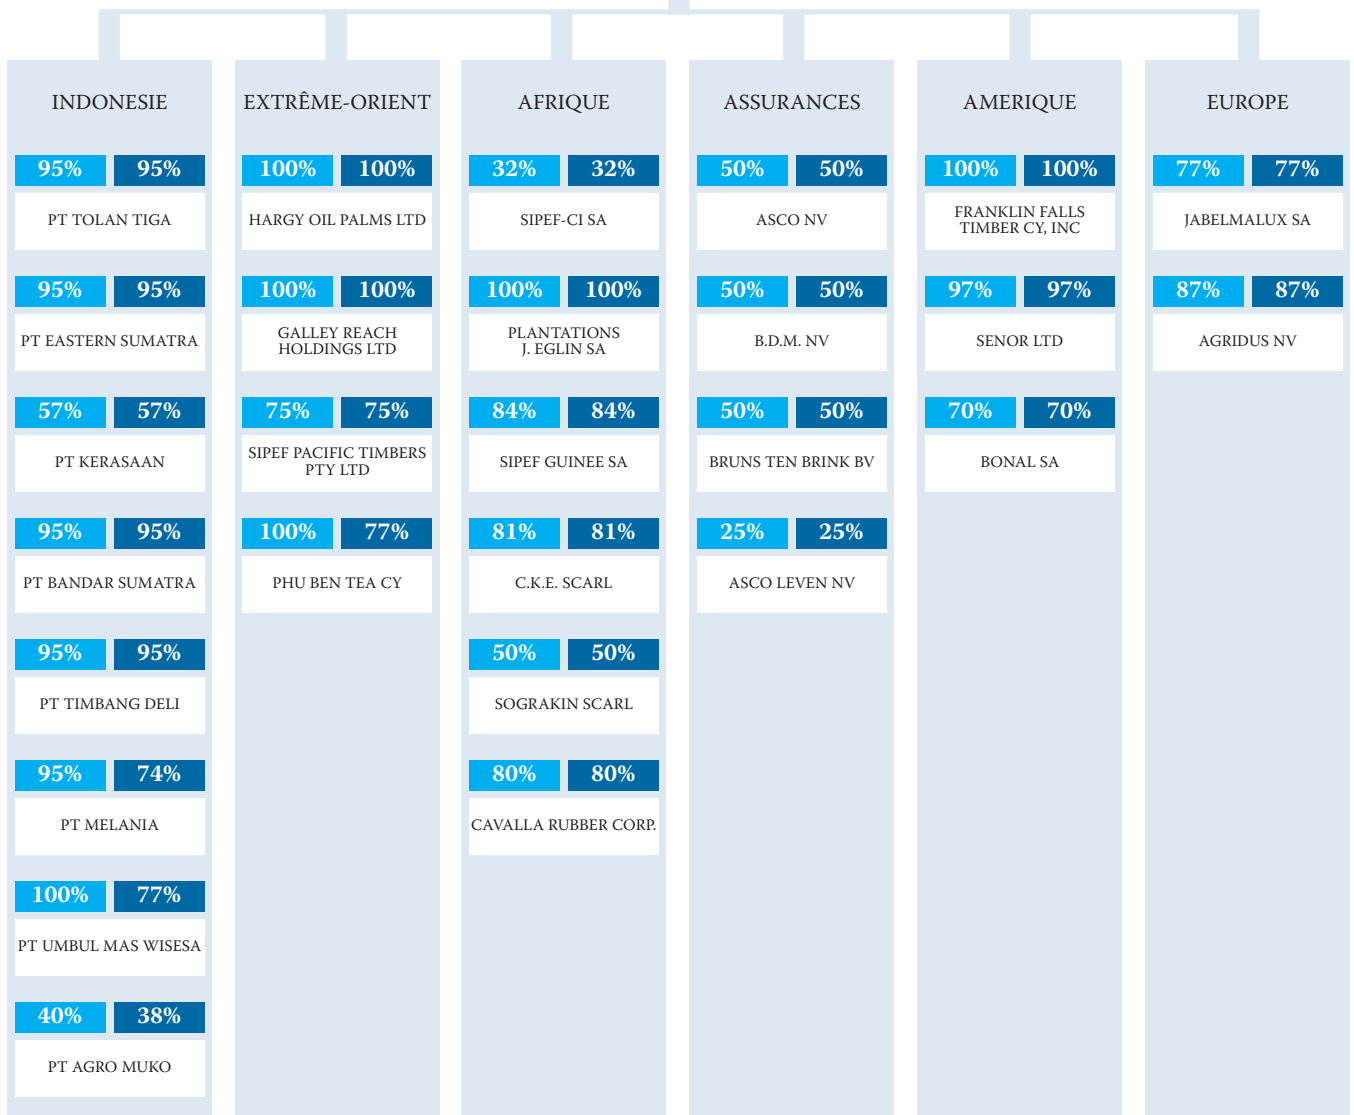 INDONESIE
95% 95%
PT TOLAN TIGA
95% 95%
PT EASTERN SUMATRA
57% 57%
PT KERASAAN
95% 95%
PT BANDAR SUMATRA
95% 95%
PT TIMBANG DELI
95% 74%
PT MELANIA
100% 77%
PT UMBUL MAS WISESA
40% 38%
PT AGRO MUKO
EXTRÊME-ORIENT
100% 100%
HARGY OIL PALMS LTD
100% 100%
GALLEY REACH
HOLDINGS LTD
75% 75%
SIPEF PACIFIC TIMBERS
PTY LTD
100% 77%
PHU BEN TEA CY
AFRIQUE
32% 32%
SIPEF-CI SA
100% 100%
PLANTATIONS
J. EGLIN SA
84% 84%
SIPEF GUINEE SA
81% 81%
C.K.E. SCARL
50% 50%
SOGRAKIN SCARL
80% 80%
CAVALLA RUBBER CORP.
ASSURANCES
50% 50%
ASCO NV
50% 50%
B.D.M. NV
50% 50%
BRUNS TEN BRINK BV
25% 25%
ASCO LEVEN NV
AMERIQUE
100% 100%
FRANKLIN FALLS
TIMBER CY, INC
97% 97%
SENOR LTD
70% 70%
BONAL SA
EUROPE
77% 77%
JABELMALUX SA
87% 87%
AGRIDUS NV